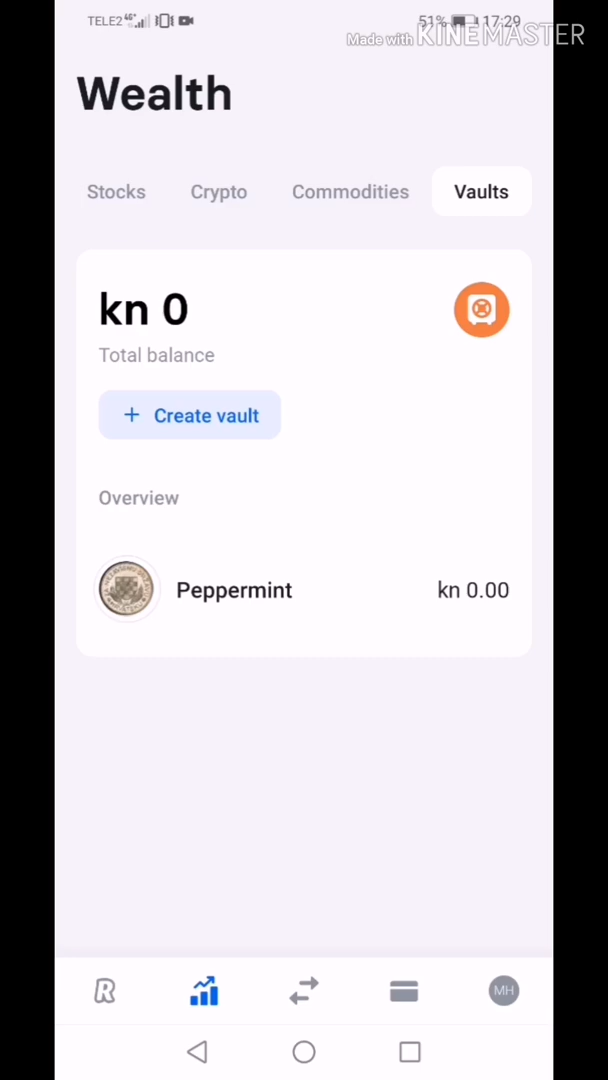 TELE2 4G 51% 17:29
Made with KINEMASTER
Wealth
Stocks Crypto Commodities Vaults
kn 0
Total balance
+ Create vault
Overview
Peppermint kn 0.00
R MH